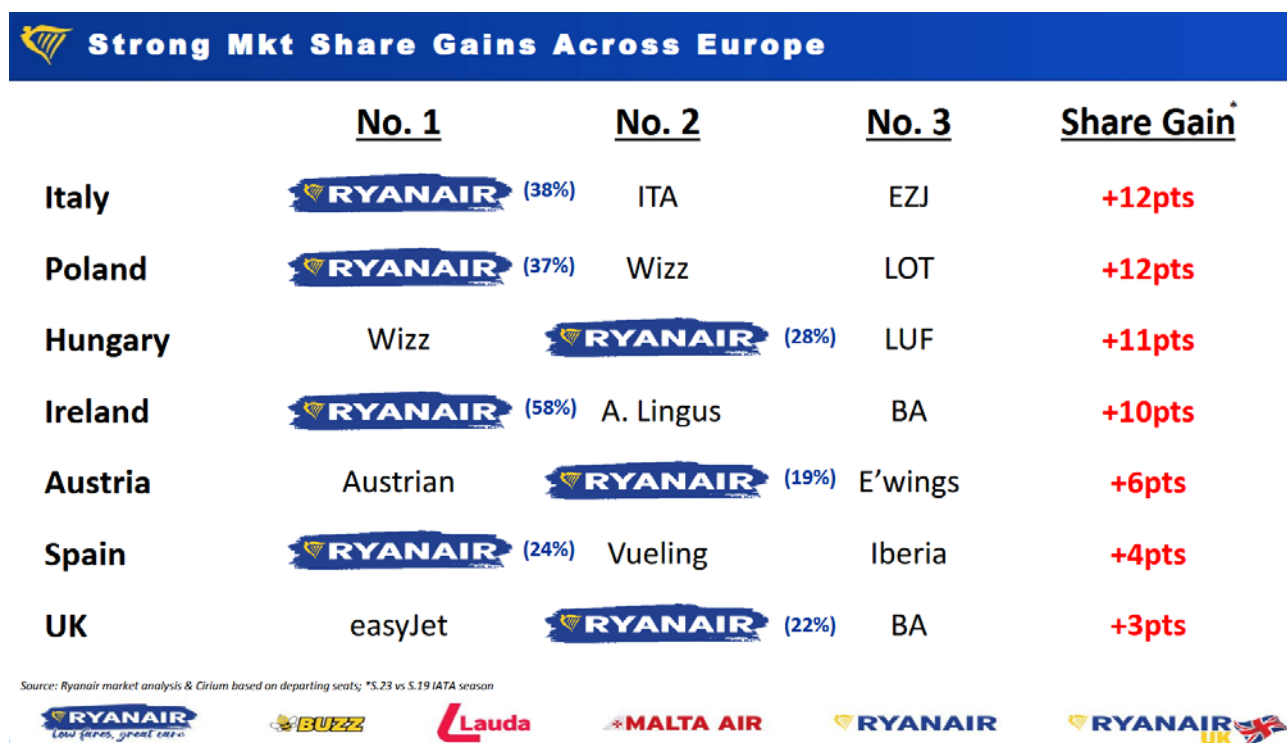 Strong Mkt Share Gains Across Europe
No. 1 No. 2 No. 3 Share Gain*
Italy RYANAIR (38%) ITA EZJ +12pts
Poland RYANAIR (37%) Wizz LOT +12pts
Hungary Wizz RYANAIR (28%) LUF +11pts
Ireland RYANAIR (58%) A. Lingus BA +10pts
Austria Austrian RYANAIR (19%) E'wings +6pts
Spain RYANAIR (24%) Vueling Iberia +4pts
UK easyJet RYANAIR (22%) BA +3pts
Source: Ryanair market analysis & Cirium based on departing seats; *S.23 vs S.19 IATA season
RYANAIR BUZZ Lauda MALTA AIR RYANAIR RYANAIR
Low fares, great care. UK